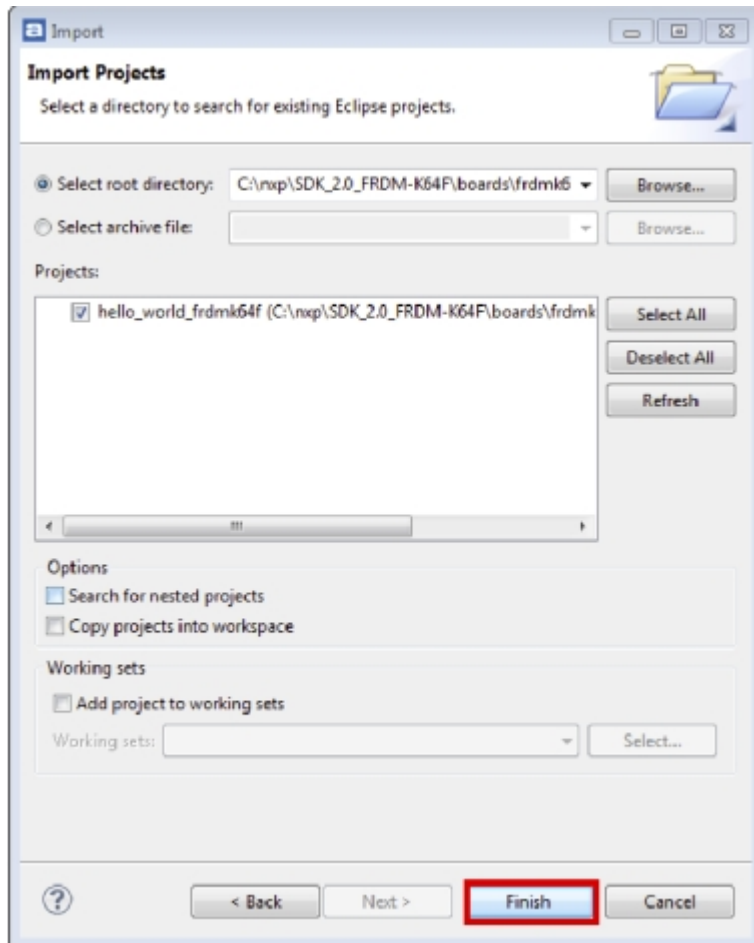 Import
Import Projects
Select a directory to search for existing Eclipse projects.
Select root directory: C:\nxp\SDK_2.0_FRDM-K64F\boards\frdmk6 Browse...
Select archive file: Browse...
Projects:
hello_world_frdmk64f (C:\nxp\SDK_2.0_FRDM-K64F\boards\frdmk
Select All
Deselect All
Refresh
Options
Search for nested projects
Copy projects into workspace
Working sets
Add project to working sets
Working sets: Select...
? < Back Next > Finish Cancel